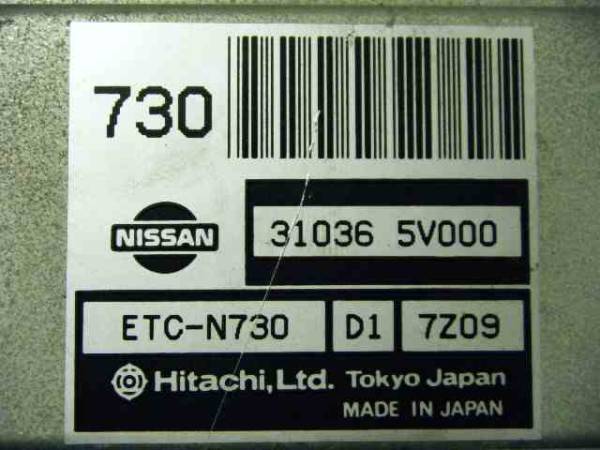 730
NISSAN
31036 5V000
ETC-N730 D1 7Z09
Hitachi, Ltd. Tokyo Japan
MADE IN JAPAN